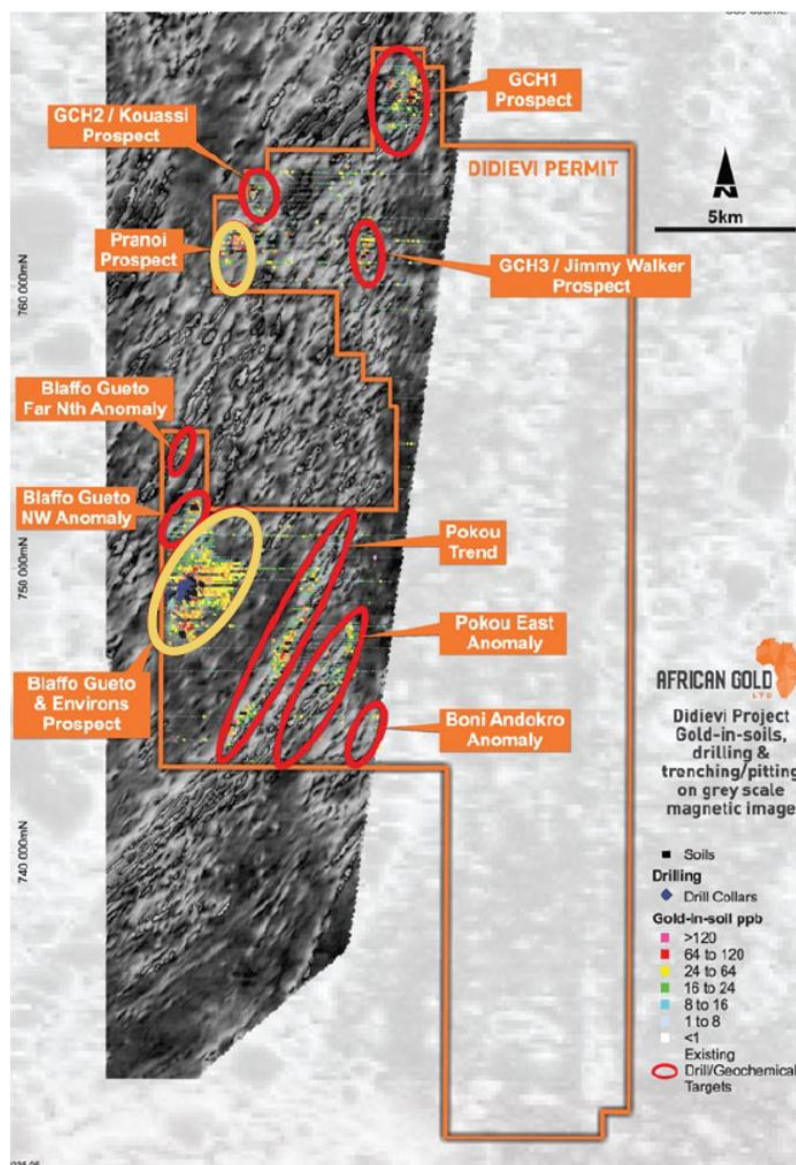 GCH1
Prospect
GCH2 / Kouassi
Prospect
DIDIEVI PERMIT
N
5km
Pranoi
Prospect
GCH3 / Jimmy Walker
Prospect
760 000mN
Blaffo Gueto
Far Nth Anomaly
Blaffo Gueto
NW Anomaly
Pokou
Trend
750 000mN
Pokou East
Anomaly
Blaffo Gueto
& Environs
Prospect
Boni Andokro
Anomaly
AFRICAN GOLD
LTD
Didievi Project
Gold-in-soils,
drilling &
trenching/pitting
on grey scale
magnetic image
740 000mN
Soils
Drilling
Drill Collars
Gold-in-soil ppb
>120
64 to 120
24 to 64
16 to 24
8 to 16
1 to 8
<1
Existing
Drill/Geochemical
Targets